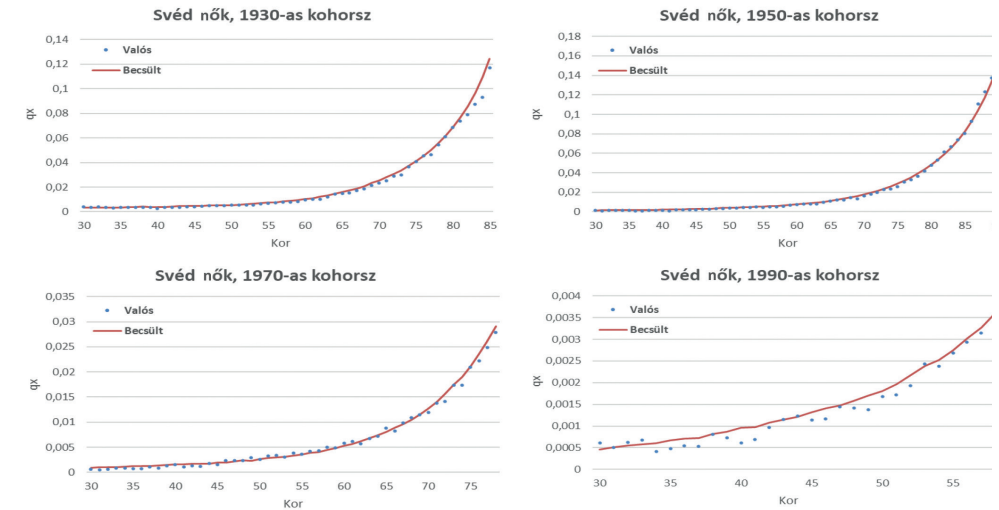 Svéd nők, 1930-as kohorsz
0,14
0,12
0,1
0,08
0,06
0,04
0,02
0
qx
Valós
Becsült
30 35 40 45 50 55 60 65 70 75 80 85
Kor
Svéd nők, 1950-as kohorsz
0,18
0,16
0,14
0,12
0,1
0,08
0,06
0,04
0,02
0
qx
Valós
Becsült
30 35 40 45 50 55 60 65 70 75 80 85
Kor
Svéd nők, 1970-as kohorsz
0,035
0,03
0,025
0,02
0,015
0,01
0,005
0
qx
Valós
Becsült
30 35 40 45 50 55 60 65 70 75
Kor
Svéd nők, 1990-as kohorsz
0,004
0,0035
0,003
0,0025
0,002
0,0015
0,001
0,0005
0
qx
Valós
Becsült
30 35 40 45 50 55
Kor